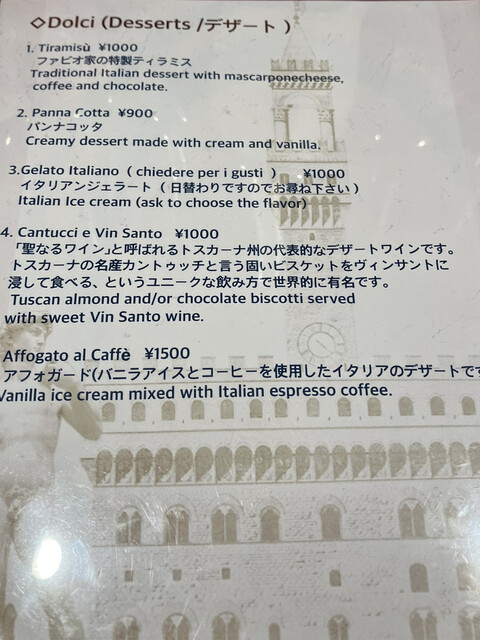 ◇Dolci (Desserts /デザート )
1. Tiramisù ¥1000
ファビオ家の特製ティラミス
Traditional Italian dessert with mascarponecheese,
coffee and chocolate.
2. Panna Cotta ¥900
パンナコッタ
Creamy dessert made with cream and vanilla.
3.Gelato Italiano ( chiedere per i gusti ) ¥1000
イタリアンジェラート ( 日替わりですのでお尋ね下さい )
Italian Ice cream (ask to choose the flavor)
4. Cantucci e Vin Santo ¥1000
「聖なるワイン」と呼ばれるトスカーナ州の代表的なデザートワインです。
トスカーナの名産カントゥッチと言う固いビスケットをヴィンサントに
浸して食べる、というユニークな飲み方で世界的に有名です。
Tuscan almond and/or chocolate biscotti served
with sweet Vin Santo wine.
Affogato al Caffè ¥1500
アフォガード(バニラアイスとコーヒーを使用したイタリアのデザートです
Vanilla ice cream mixed with Italian espresso coffee.